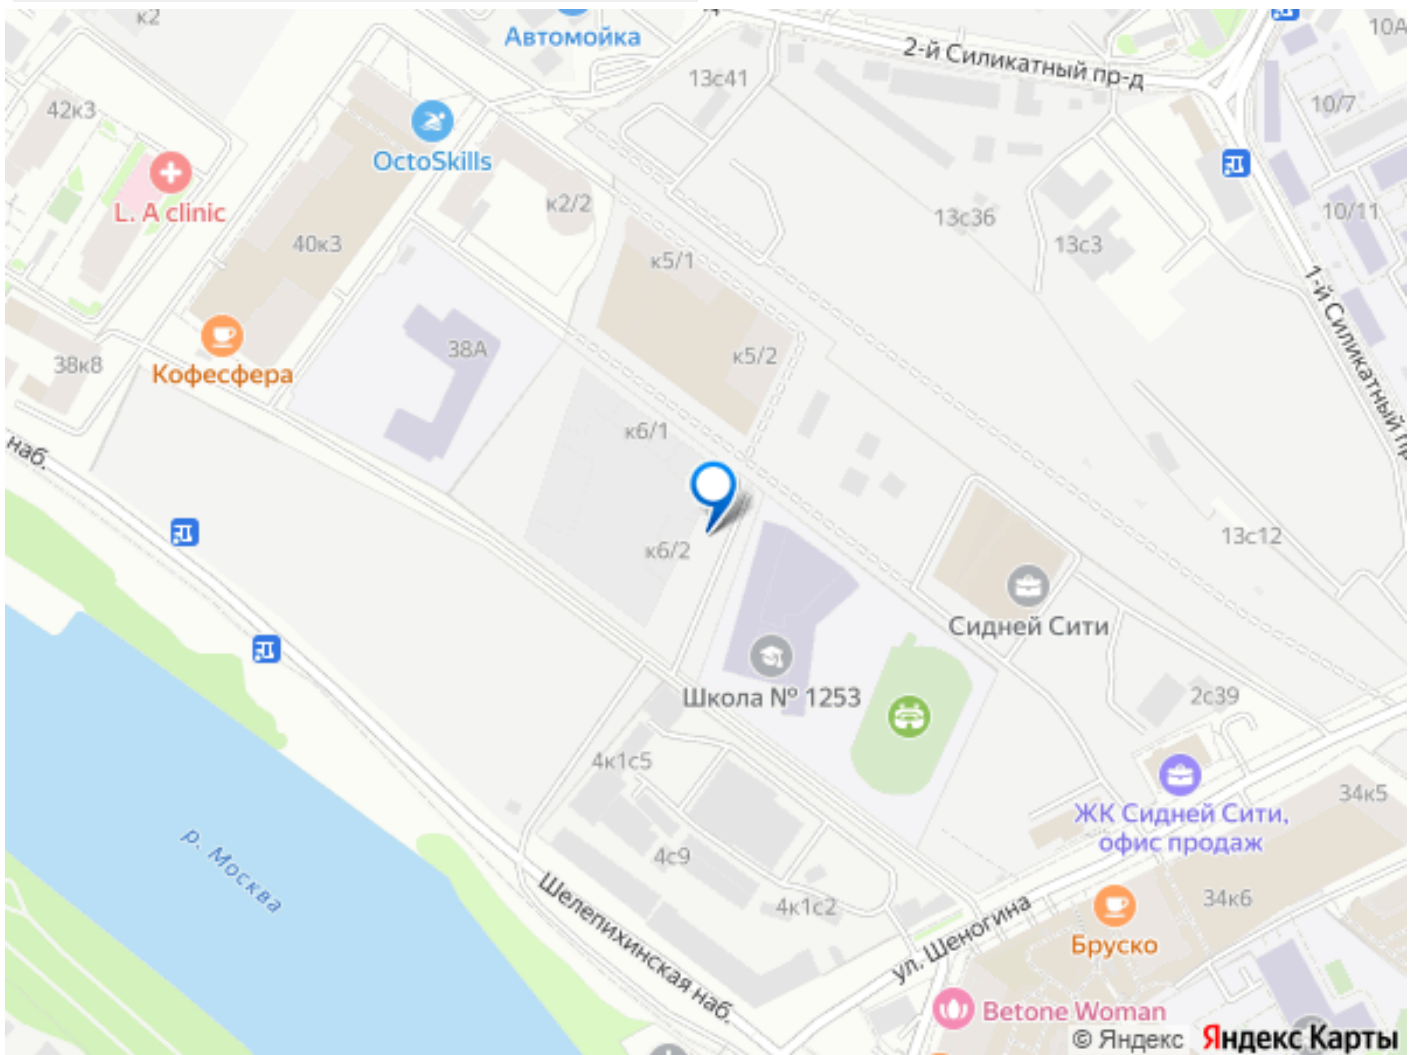 к2
Автомойка
2-й Силикатный пр-д
10А
13с41
42к3
10/7
OctoSkills
L. A clinic
к2/2
13с36
10/11
40к3
к5/1
13с3
1-й Силикатный пр
38А
к5/2
38к8
Кофесфера
к6/1
наб.
к6/2
13с12
Сидней Сити
Школа № 1253
2с39
4к1с5
34к5
ЖК Сидней Сити,
офис продаж
р. Москва
4с9
Шелепихинская наб.
4к1с2
34к6
ул. Шеногина
Бруско
Betone Woman
© Яндекс Яндекс Карты